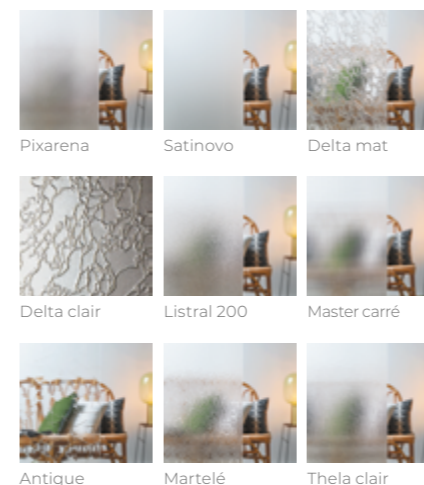 Pixarena
Satinovo
Delta mat
Delta clair
Listral 200
Master carré
Antique
Martelé
Thela clair